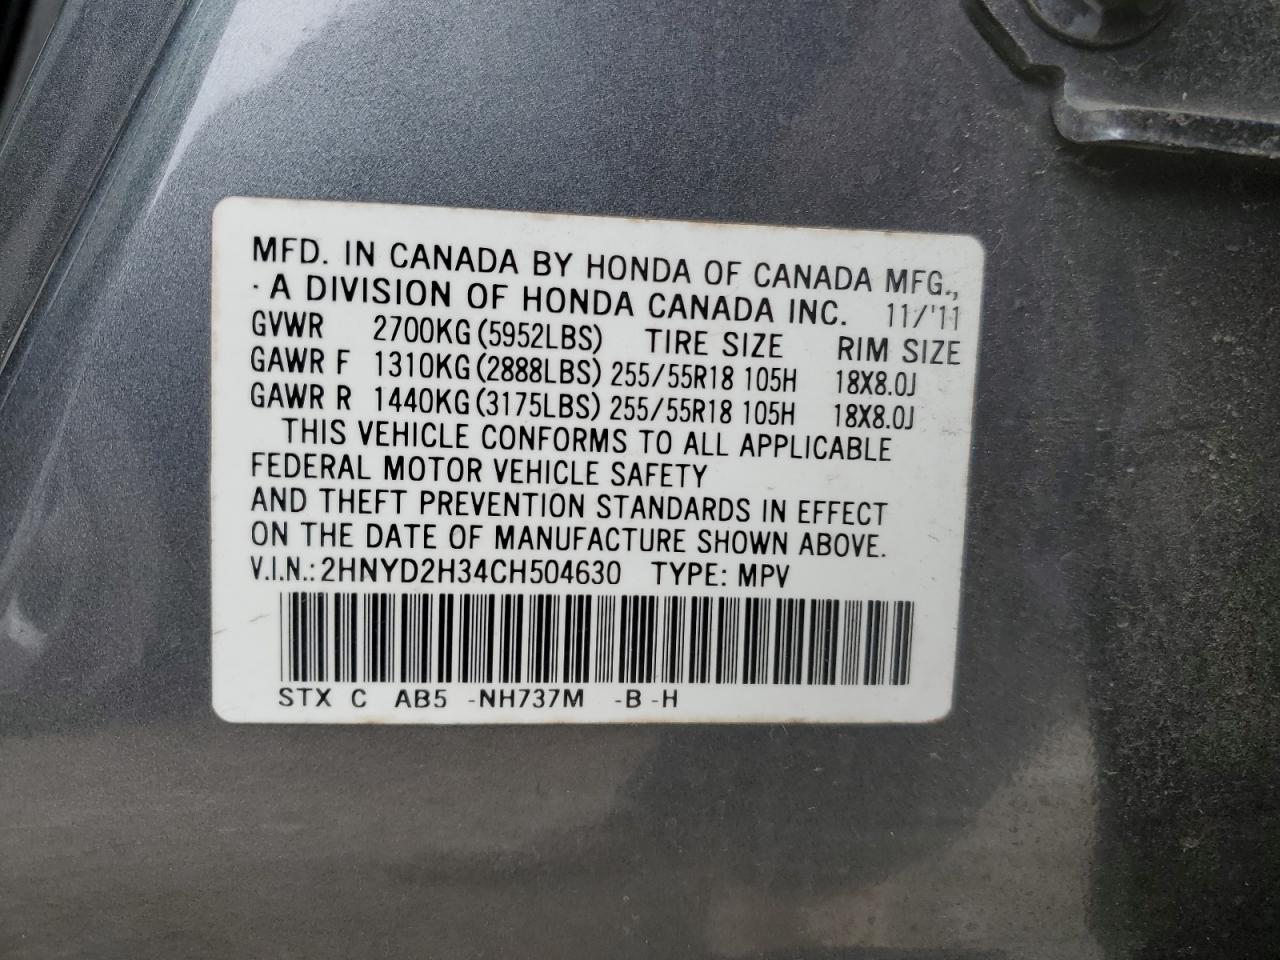 MFD. IN CANADA BY HONDA OF CANADA MFG.,
· A DIVISION OF HONDA CANADA INC. 11/'11
GVWR 2700KG (5952LBS) TIRE SIZE RIM SIZE
GAWR F 1310KG (2888LBS) 255/55R18 105H 18X8.0J
GAWR R 1440KG (3175LBS) 255/55R18 105H 18X8.0J
THIS VEHICLE CONFORMS TO ALL APPLICABLE
FEDERAL MOTOR VEHICLE SAFETY
AND THEFT PREVENTION STANDARDS IN EFFECT
ON THE DATE OF MANUFACTURE SHOWN ABOVE.
V.I.N.: 2HNYD2H34CH504630 TYPE: MPV
STX C AB5 -NH737M -B -H